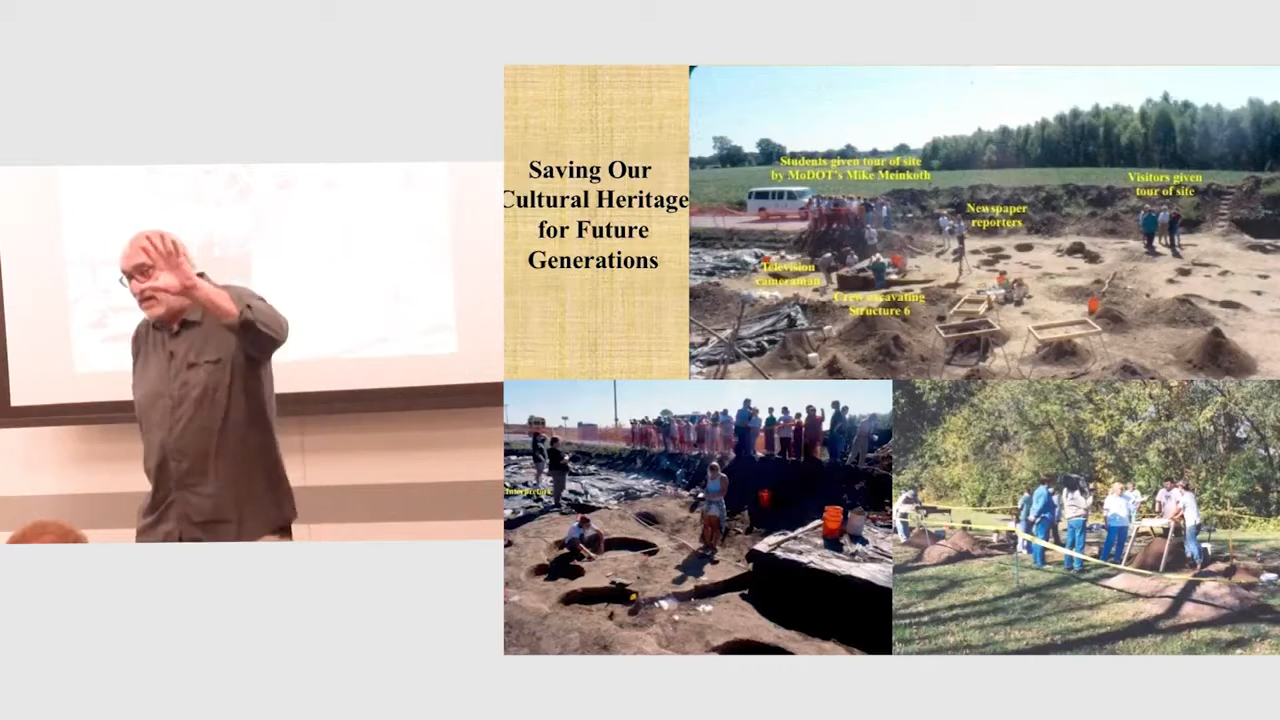 Saving Our
Cultural Heritage
for Future
Generations
Students given tour of site
by MoDOT's Mike Meinkoth
Visitors given
tour of site
Newspaper
reporters
Television
cameraman
Crew excavating
Structure 6
Interpreters